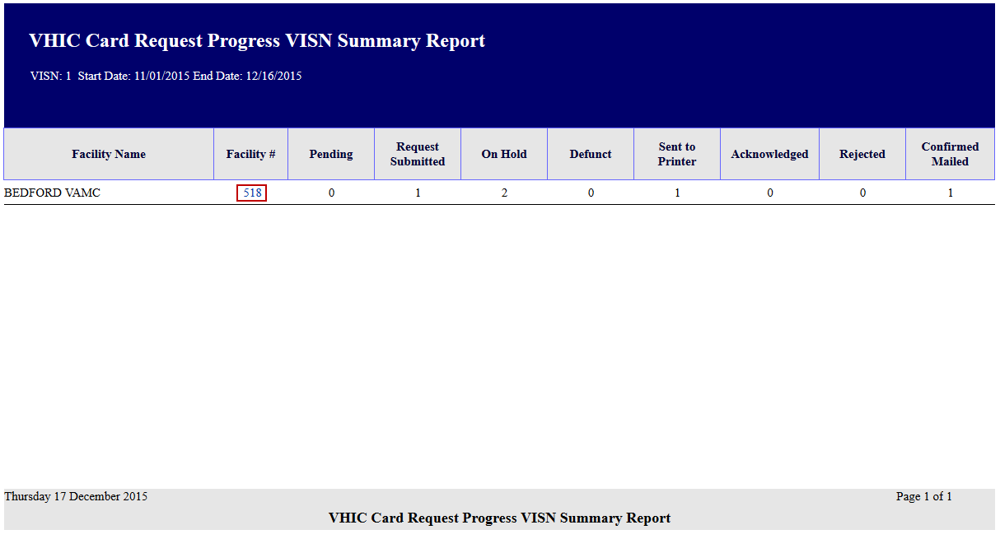 VHIC Card Request Progress VISN Summary Report
VISN: 1 Start Date: 11/01/2015 End Date: 12/16/2015
Facility Name Facility # Pending Request Submitted On Hold Defunct Sent to Printer Acknowledged Rejected Confirmed Mailed
BEDFORD VAMC 518 0 1 2 0 1 0 0 1
Thursday 17 December 2015 Page 1 of 1
VHIC Card Request Progress VISN Summary Report